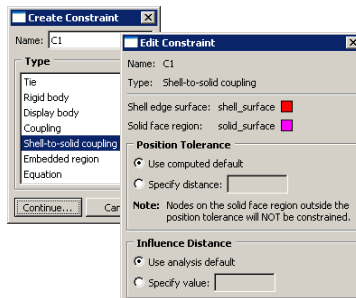 Create Constraint
Name: C1
Type
Tie
Rigid body
Display body
Coupling
Shell-to-solid coupling
Embedded region
Equation
Continue...
Edit Constraint
Name: C1
Type: Shell-to-solid coupling
Shell edge surface: shell_surface
Solid face region: solid_surface
Position Tolerance
Use computed default
Specify distance:
Note: Nodes on the solid face region outside the
position tolerance will NOT be constrained.
Influence Distance
Use analysis default
Specify value: